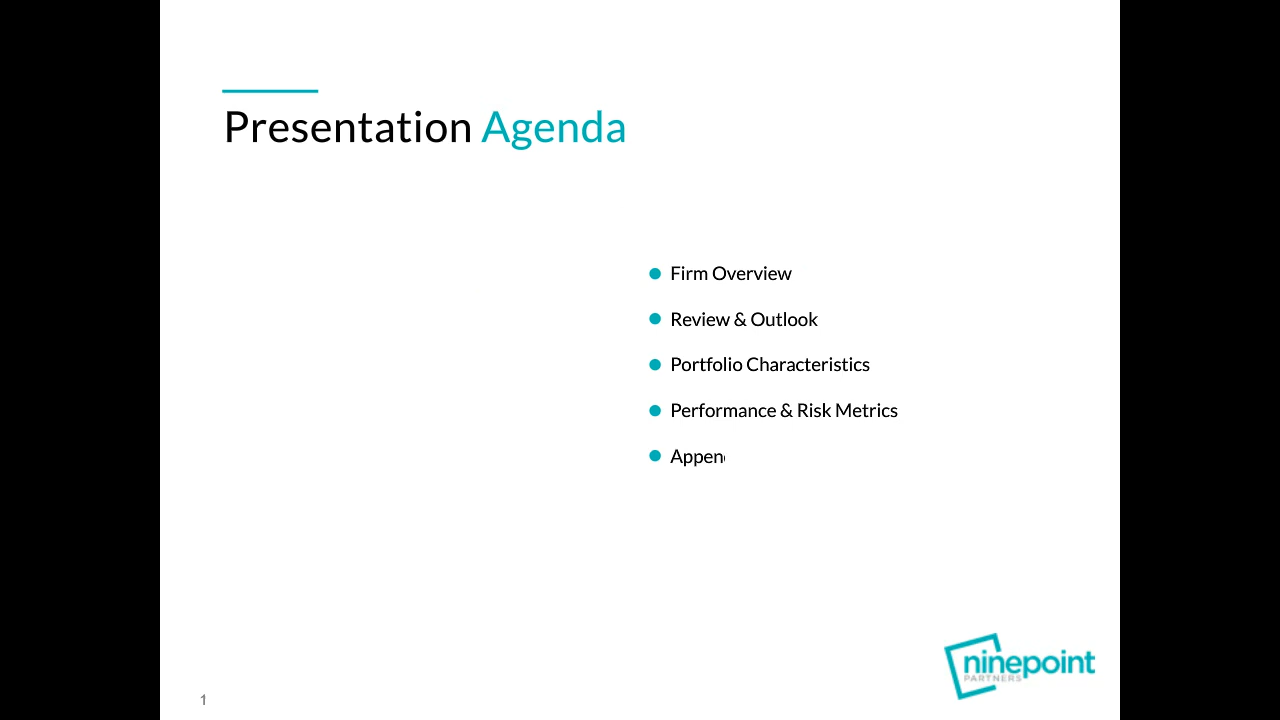 Presentation Agenda
Firm Overview
Review & Outlook
Portfolio Characteristics
Performance & Risk Metrics
Appen
ninepoint
PARTNERS
1